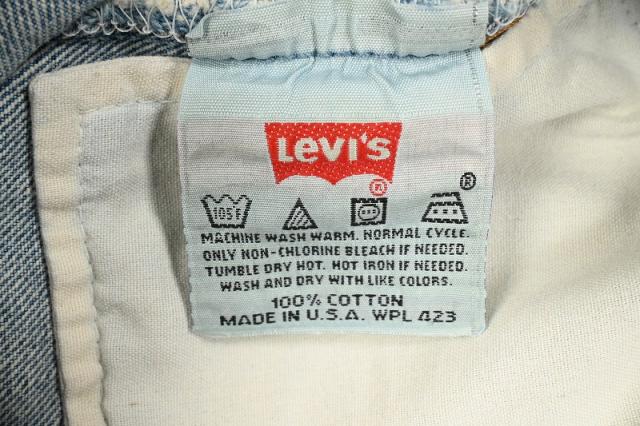 Levi's
®
®
105°F
MACHINE WASH WARM. NORMAL CYCLE.
ONLY NON-CHLORINE BLEACH IF NEEDED.
TUMBLE DRY HOT. HOT IRON IF NEEDED.
WASH AND DRY WITH LIKE COLORS.
100% COTTON
MADE IN U.S.A. WPL 423